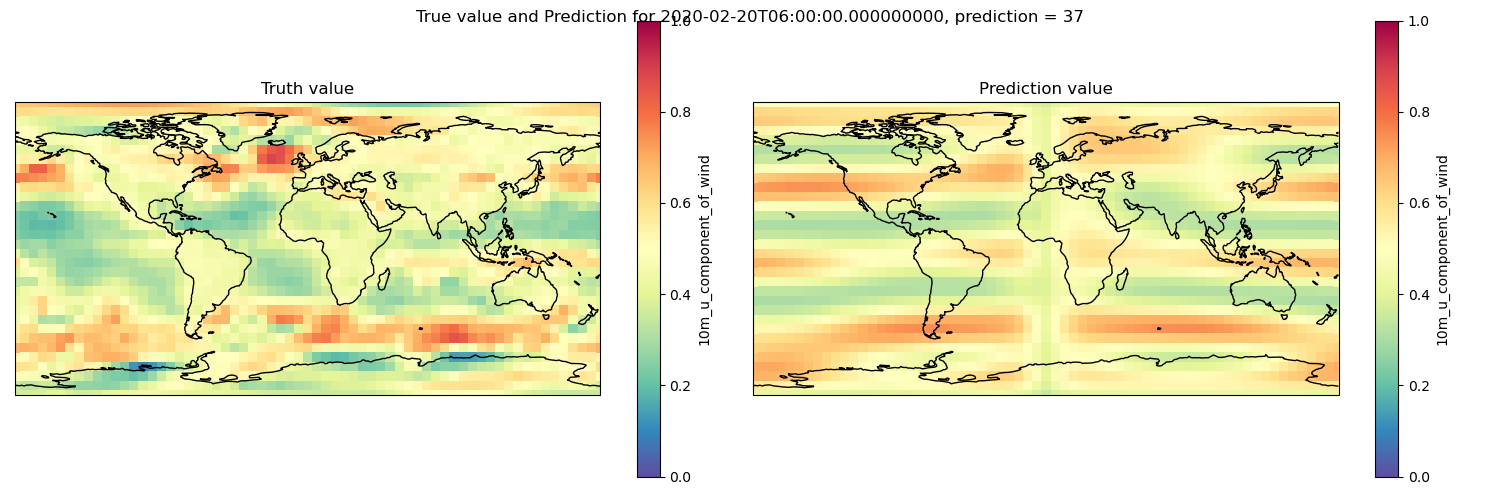 True value and Prediction for 2020-02-20T06:00:00.000000000, prediction = 37
Truth value
Prediction value
1.0
0.8
0.6
0.4
0.2
0.0
10m_u_component_of_wind
1.0
0.8
0.6
0.4
0.2
0.0
10m_u_component_of_wind